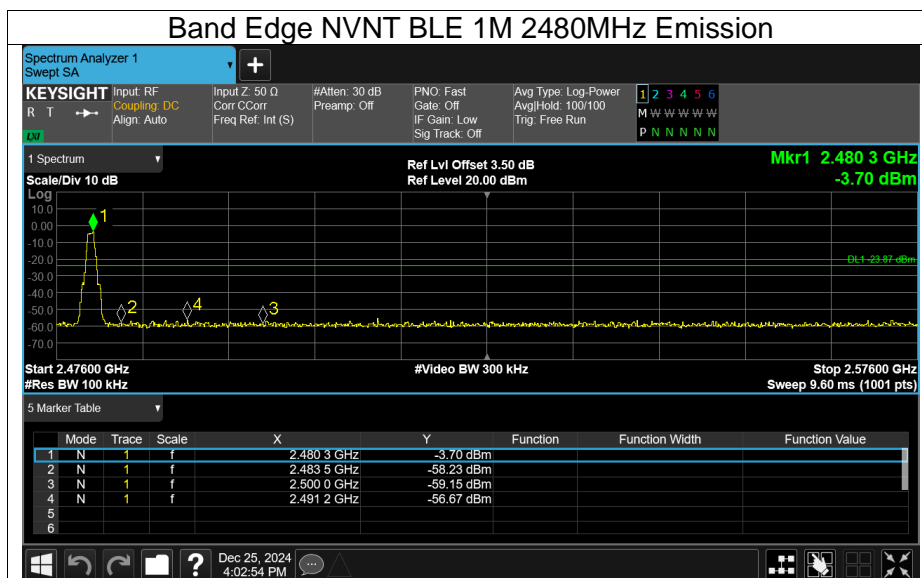 Band Edge NVNT BLE 1M 2480MHz Emission
Spectrum Analyzer 1
Swept SA
+
KEYSIGHT Input: RF Input Z: 50 Ω #Atten: 30 dB PNO: Fast Avg Type: Log-Power 1 2 3 4 5 6
R T Coupling: DC Corr CCorr Preamp: Off Gate: Off Avg|Hold: 100/100 M W W W W W
Align: Auto Freq Ref: Int (S) IF Gain: Low Trig: Free Run
LXI Sig Track: Off P N N N N N
1 Spectrum Ref Lvl Offset 3.50 dB Mkr1 2.480 3 GHz
Scale/Div 10 dB Ref Level 20.00 dBm -3.70 dBm
Log
10.0
1
0.00
-10.0
-20.0 DL1 -23.87 dBm
-30.0
-40.0
-50.0 2 4 3
-60.0
-70.0
Start 2.47600 GHz #Video BW 300 kHz Stop 2.57600 GHz
#Res BW 100 kHz Sweep 9.60 ms (1001 pts)
5 Marker Table
Mode Trace Scale X Y Function Function Width Function Value
1 N 1 f 2.480 3 GHz -3.70 dBm
2 N 1 f 2.483 5 GHz -58.23 dBm
3 N 1 f 2.500 0 GHz -59.15 dBm
4 N 1 f 2.491 2 GHz -56.67 dBm
5
6
? Dec 25, 2024
4:02:54 PM